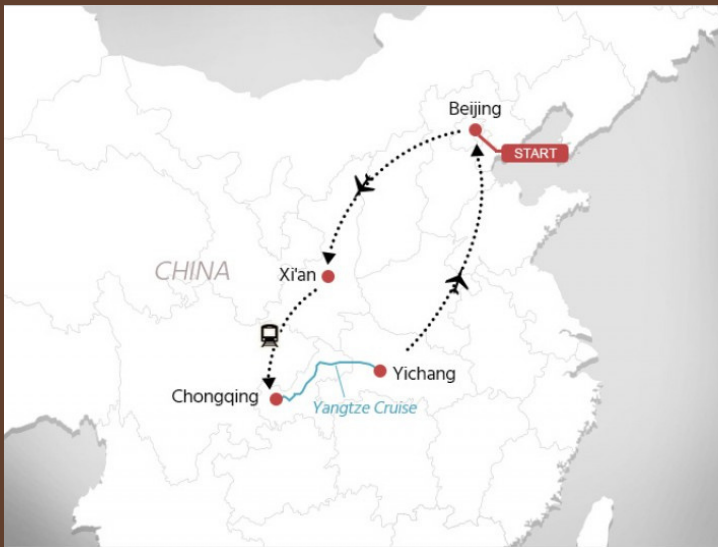 Beijing
START
CHINA
Xi'an
Chongqing
Yichang
Yangtze Cruise